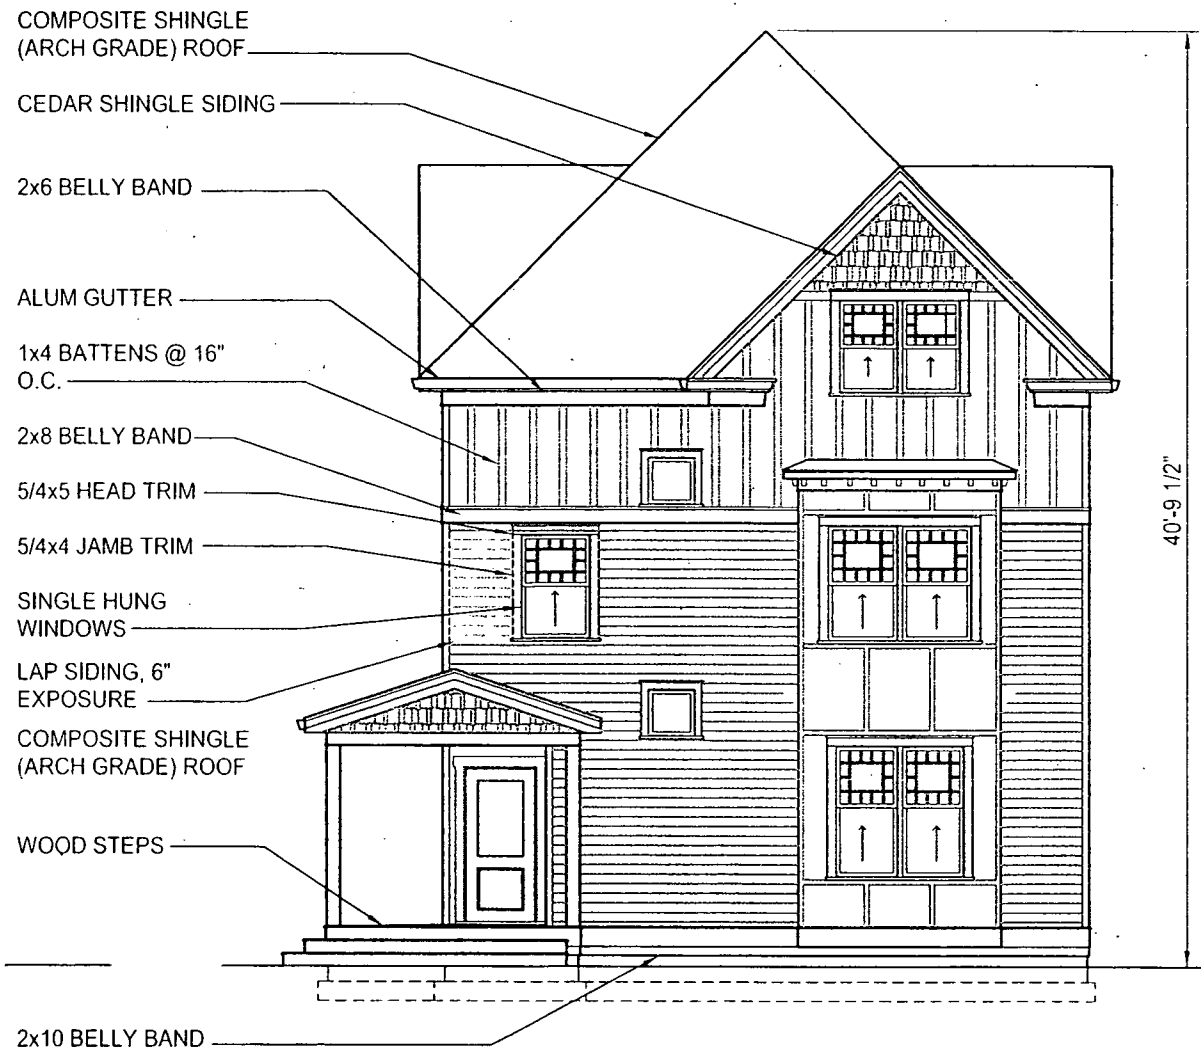 COMPOSITE SHINGLE
(ARCH GRADE) ROOF
CEDAR SHINGLE SIDING
2x6 BELLY BAND
ALUM GUTTER
1x4 BATTENS @ 16"
O.C.
2x8 BELLY BAND
5/4x5 HEAD TRIM
5/4x4 JAMB TRIM
SINGLE HUNG
WINDOWS
LAP SIDING, 6"
EXPOSURE
COMPOSITE SHINGLE
(ARCH GRADE) ROOF
WOOD STEPS
2x10 BELLY BAND
40'-9 1/2"